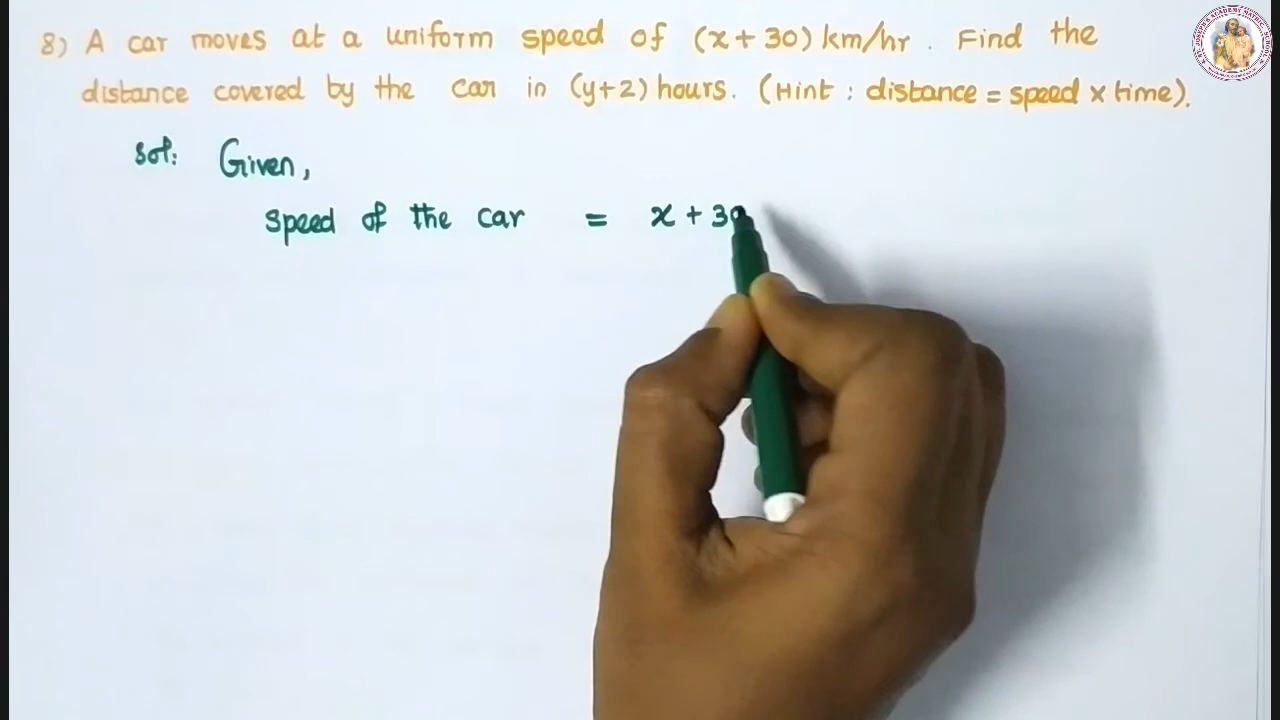 8) A car moves at a uniform speed of (x + 30) km/hr. Find the
distance covered by the car in (y+2) hours. (Hint : distance = speed x time).
Sol: Given,
Speed of the car = x + 30